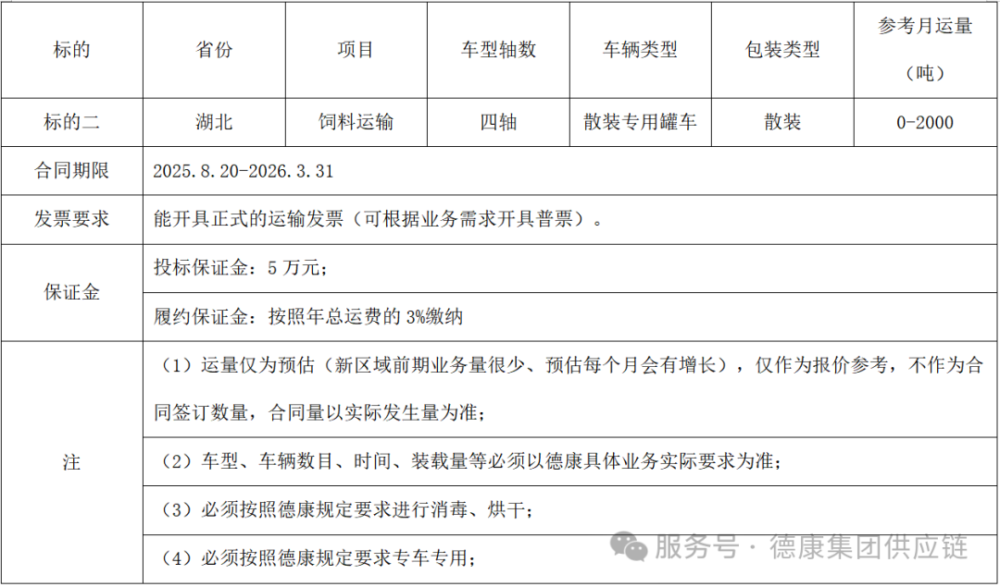 标的 省份 项目 车型轴数 车辆类型 包装类型 参考月运量
（吨）
标的二 湖北 饲料运输 四轴 散装专用罐车 散装 0-2000
合同期限 2025.8.20-2026.3.31
发票要求 能开具正式的运输发票（可根据业务需求开具普票）。
保证金
投标保证金：5 万元；
履约保证金：按照年总运费的 3%缴纳
注
（1）运量仅为预估（新区域前期业务量很少、预估每个月会有增长），仅作为报价参考，不作为合
同签订数量，合同量以实际发生量为准；
（2）车型、车辆数目、时间、装载量等必须以德康具体业务实际要求为准；
（3）必须按照德康规定要求进行消毒、烘干；
（4）必须按照德康规定要求专车专用；
服务号 · 德康集团供应链